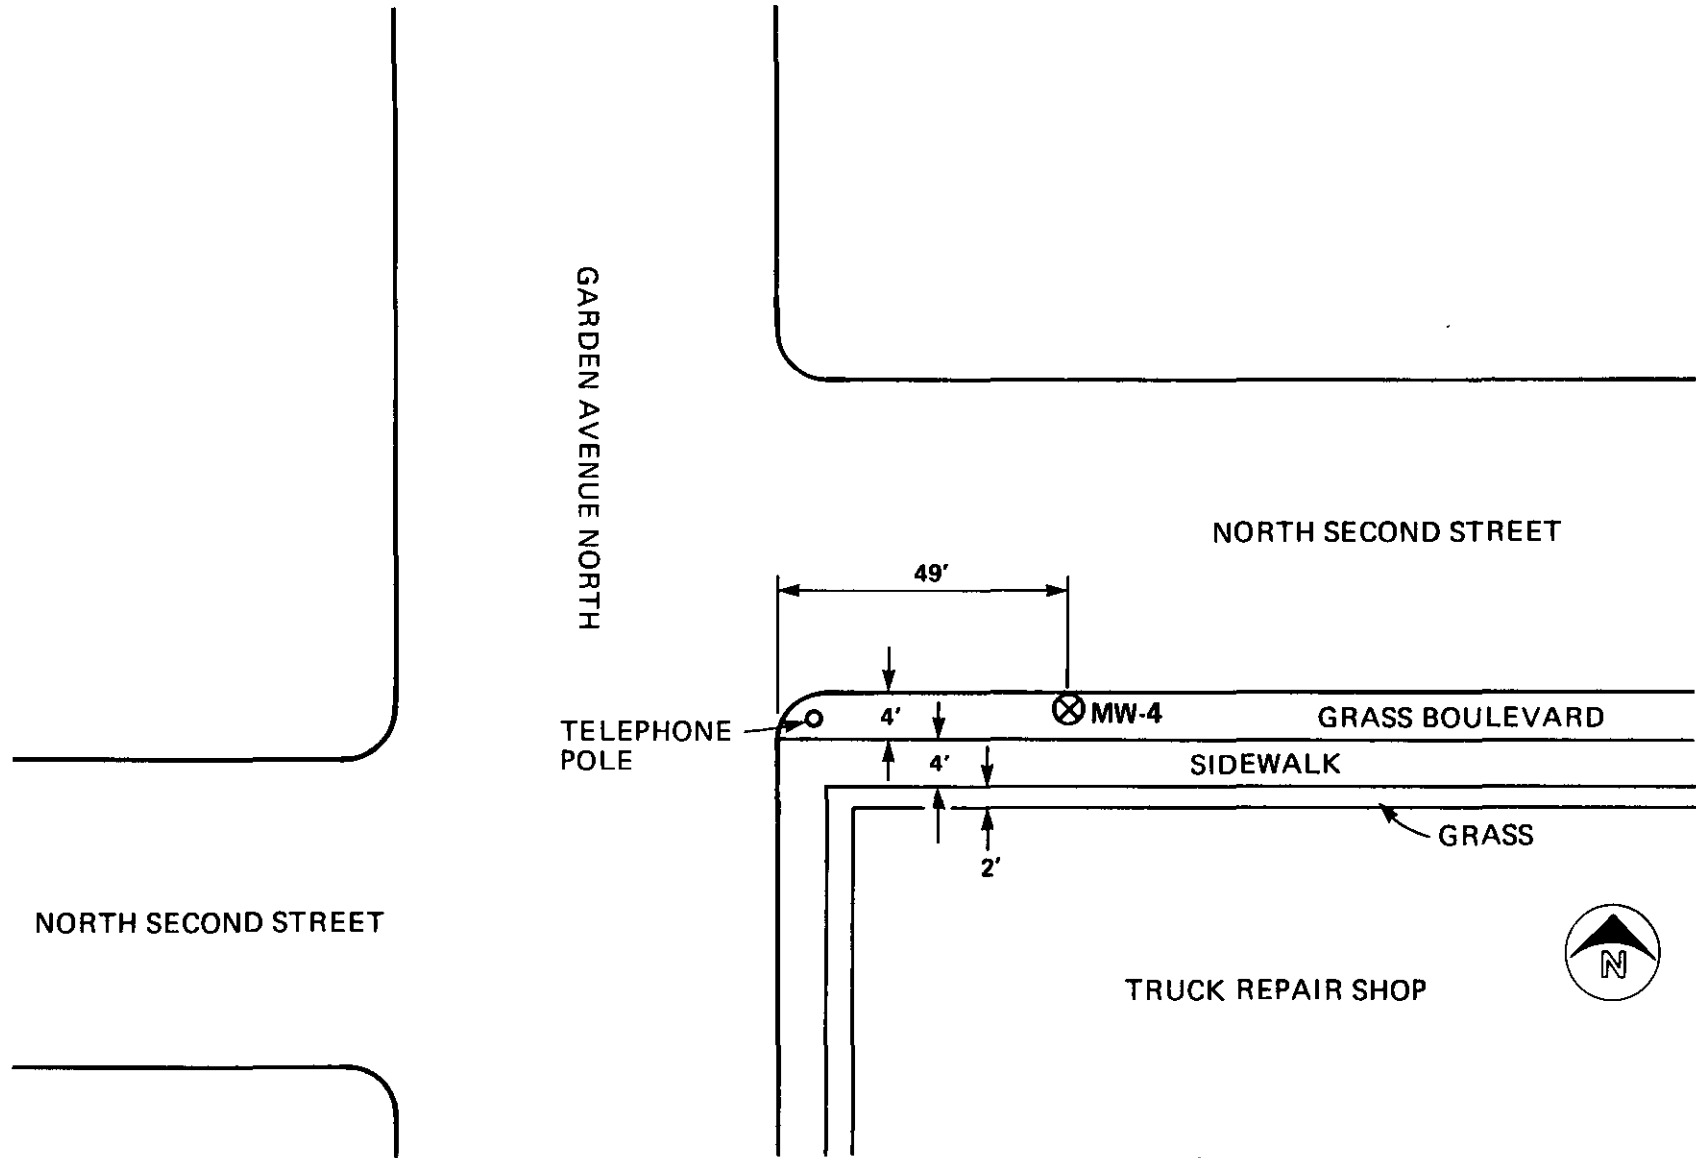 GARDEN AVENUE NORTH
NORTH SECOND STREET
49'
4'
MW-4
GRASS BOULEVARD
TELEPHONE
POLE
4'
SIDEWALK
GRASS
2'
NORTH SECOND STREET
N
TRUCK REPAIR SHOP